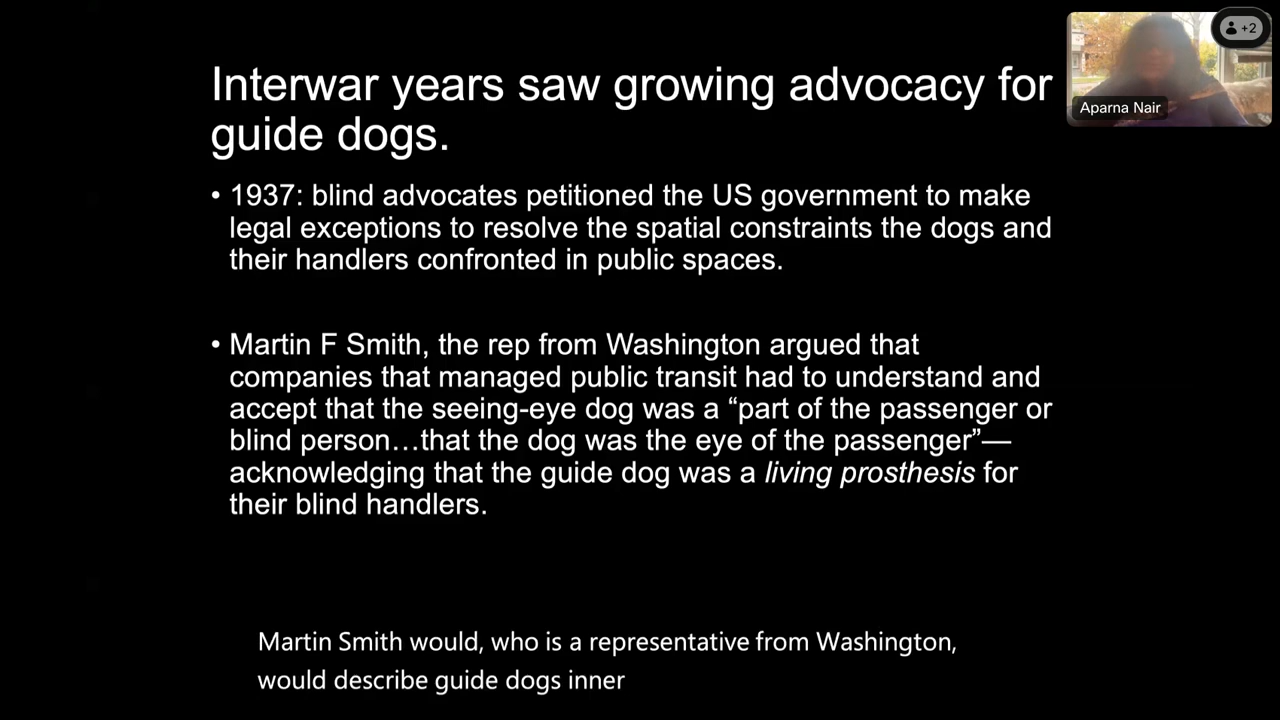 Interwar years saw growing advocacy for
guide dogs.
• 1937: blind advocates petitioned the US government to make
legal exceptions to resolve the spatial constraints the dogs and
their handlers confronted in public spaces.
• Martin F Smith, the rep from Washington argued that
companies that managed public transit had to understand and
accept that the seeing-eye dog was a “part of the passenger or
blind person…that the dog was the eye of the passenger”—
acknowledging that the guide dog was a living prosthesis for
their blind handlers.
+2
Aparna Nair
Martin Smith would, who is a representative from Washington,
would describe guide dogs inner